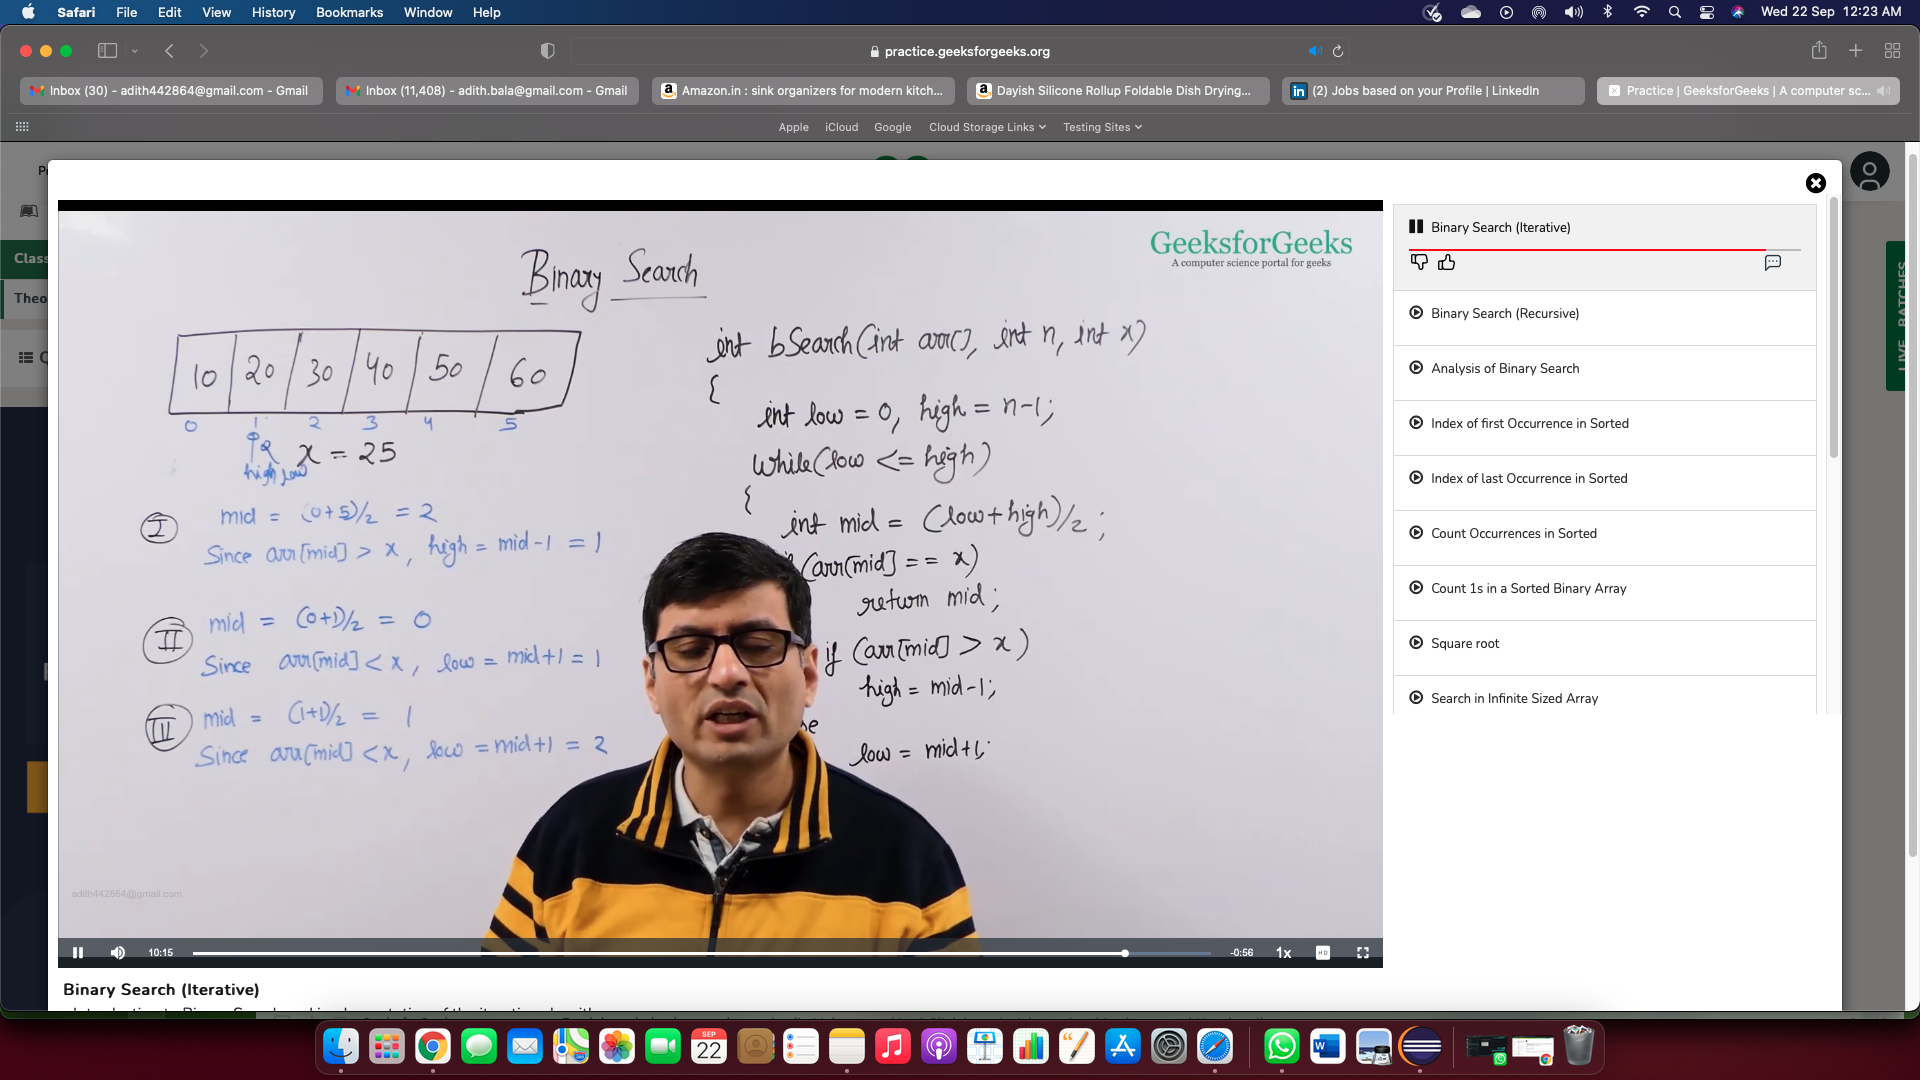 Safari File Edit View History Bookmarks Window Help
Wed 22 Sep 12:23 AM
practice.geeksforgeeks.org
Inbox (30) - adith442864@gmail.com - Gmail
Inbox (11,408) - adith.bala@gmail.com - Gmail
Amazon.in : sink organizers for modern kitch...
Dayish Silicone Rollup Foldable Dish Drying...
(2) Jobs based on your Profile | LinkedIn
Practice | GeeksforGeeks | A computer sc...
Apple iCloud Google Cloud Storage Links Testing Sites
Clas
Theo
LIVE BATCHES
GeeksforGeeks
A computer science portal for geeks
Binary Search
10 20 30 40 50 60
0 1 2 3 4 5
high low
x = 25
I
mid = (0+5)/2 = 2
Since arr[mid] > x, high = mid-1 = 1
II
mid = (0+1)/2 = 0
Since arr[mid] < x, low = mid+1 = 1
III
mid = (1+1)/2 = 1
Since arr[mid] < x, low = mid+1 = 2
int bSearch(int arr[], int n, int x)
{
int low = 0, high = n-1;
while(low <= high)
{
int mid = (low+high)/2;
(arr[mid] == x)
return mid;
if (arr[mid] > x)
high = mid-1;
se
low = mid+1;
adith442864@gmail.com
10:15
-0:56
1x
HD
Binary Search (Iterative)
Binary Search (Iterative)
Binary Search (Recursive)
Analysis of Binary Search
Index of first Occurrence in Sorted
Index of last Occurrence in Sorted
Count Occurrences in Sorted
Count 1s in a Sorted Binary Array
Square root
Search in Infinite Sized Array
SEP
22